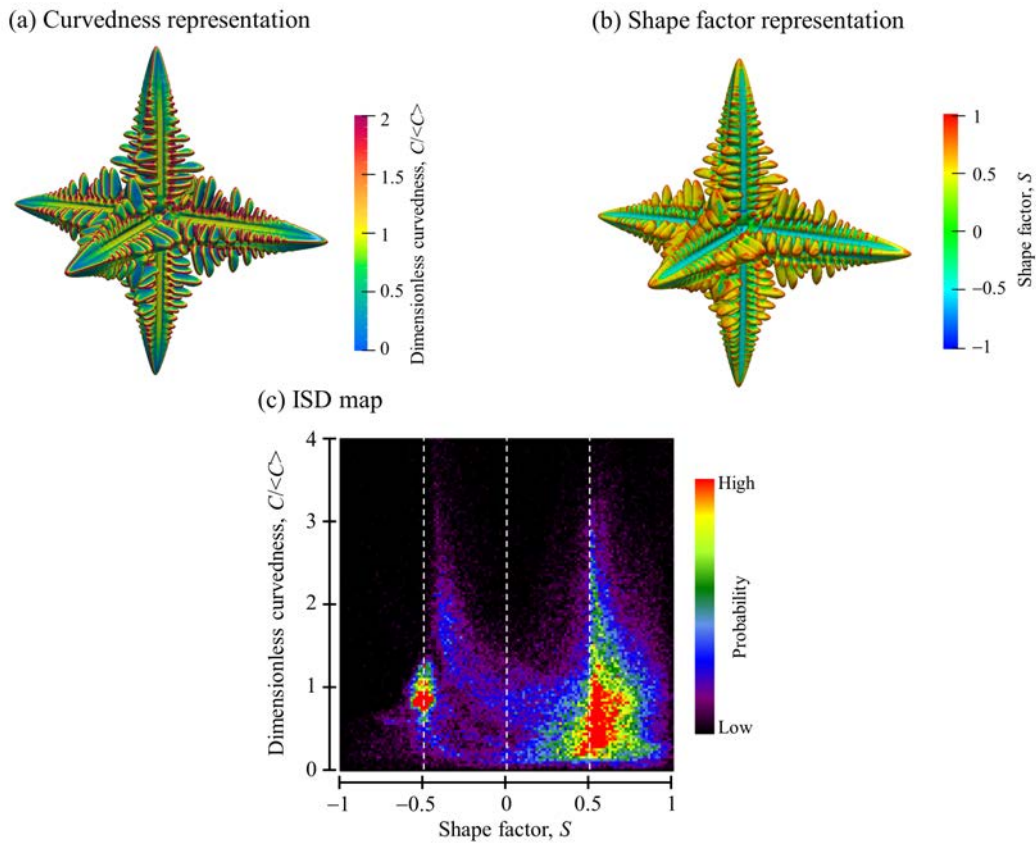 (a) Curvedness representation
2
1.5
1
0.5
0
Dimensionless curvedness, C/<C>
(b) Shape factor representation
1
0.5
0
−0.5
−1
Shape factor, S
(c) ISD map
Dimensionless curvedness, C/<C>
4
3
2
1
0
−1
−0.5
0
0.5
1
Shape factor, S
High
Probability
Low